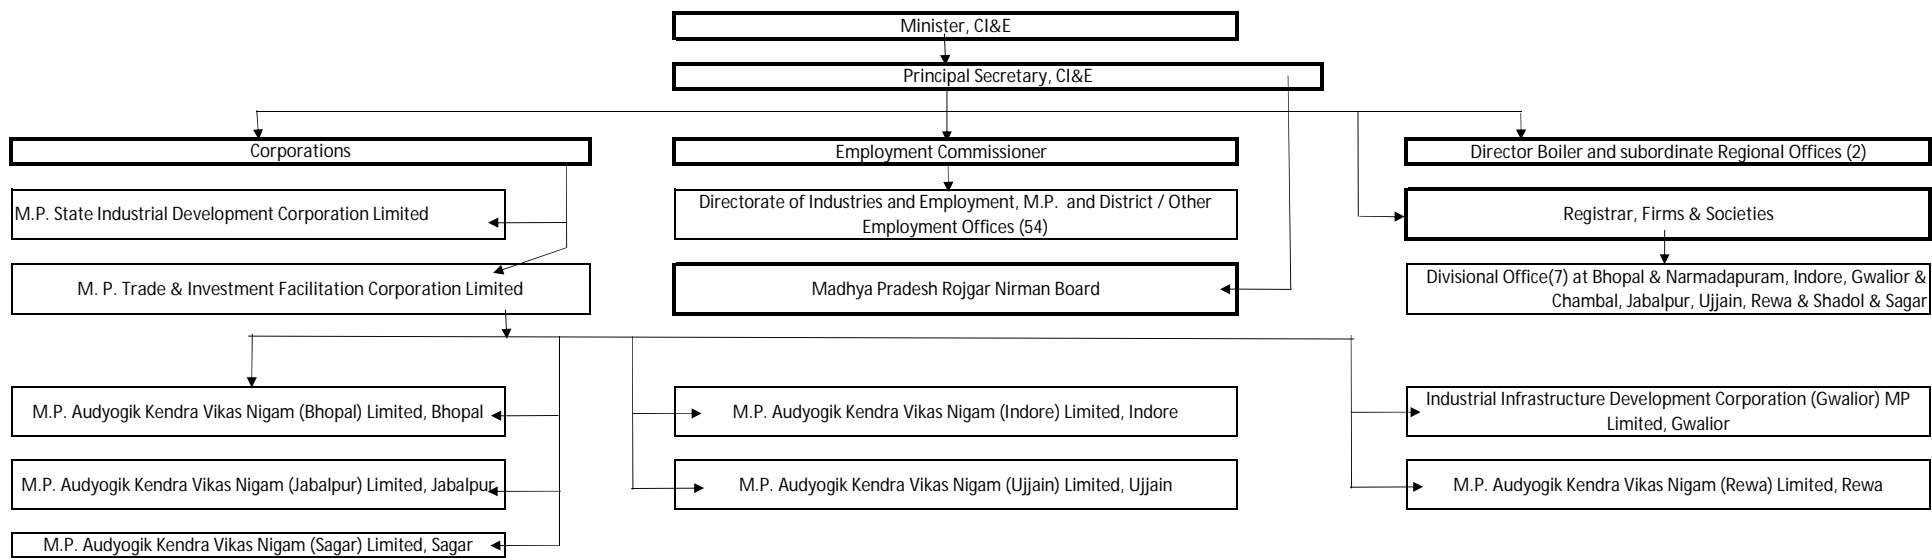 Minister, CI&E
Principal Secretary, CI&E
Corporations
Employment Commissioner
Director Boiler and subordinate Regional Offices (2)
M.P. State Industrial Development Corporation Limited
Directorate of Industries and Employment, M.P. and District / Other
Employment Offices (54)
Registrar, Firms & Societies
M. P. Trade & Investment Facilitation Corporation Limited
Madhya Pradesh Rojgar Nirman Board
Divisional Office(7) at Bhopal & Narmadapuram, Indore, Gwalior &
Chambal, Jabalpur, Ujjain, Rewa & Shadol & Sagar
M.P. Audyogik Kendra Vikas Nigam (Bhopal) Limited, Bhopal
M.P. Audyogik Kendra Vikas Nigam (Indore) Limited, Indore
Industrial Infrastructure Development Corporation (Gwalior) MP
Limited, Gwalior
M.P. Audyogik Kendra Vikas Nigam (Jabalpur) Limited, Jabalpur
M.P. Audyogik Kendra Vikas Nigam (Ujjain) Limited, Ujjain
M.P. Audyogik Kendra Vikas Nigam (Rewa) Limited, Rewa
M.P. Audyogik Kendra Vikas Nigam (Sagar) Limited, Sagar